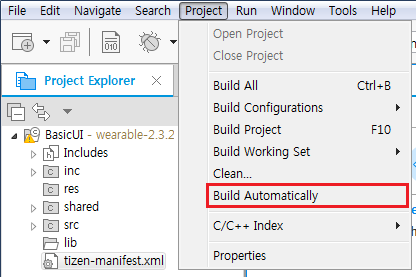 File Edit Navigate Search Project Run Window Tools Help
Project Explorer
BasicUI - wearable-2.3.2
Includes
inc
res
shared
src
lib
tizen-manifest.xml
Open Project
Close Project
Build All Ctrl+B
Build Configurations
Build Project F10
Build Working Set
Clean...
Build Automatically
C/C++ Index
Properties